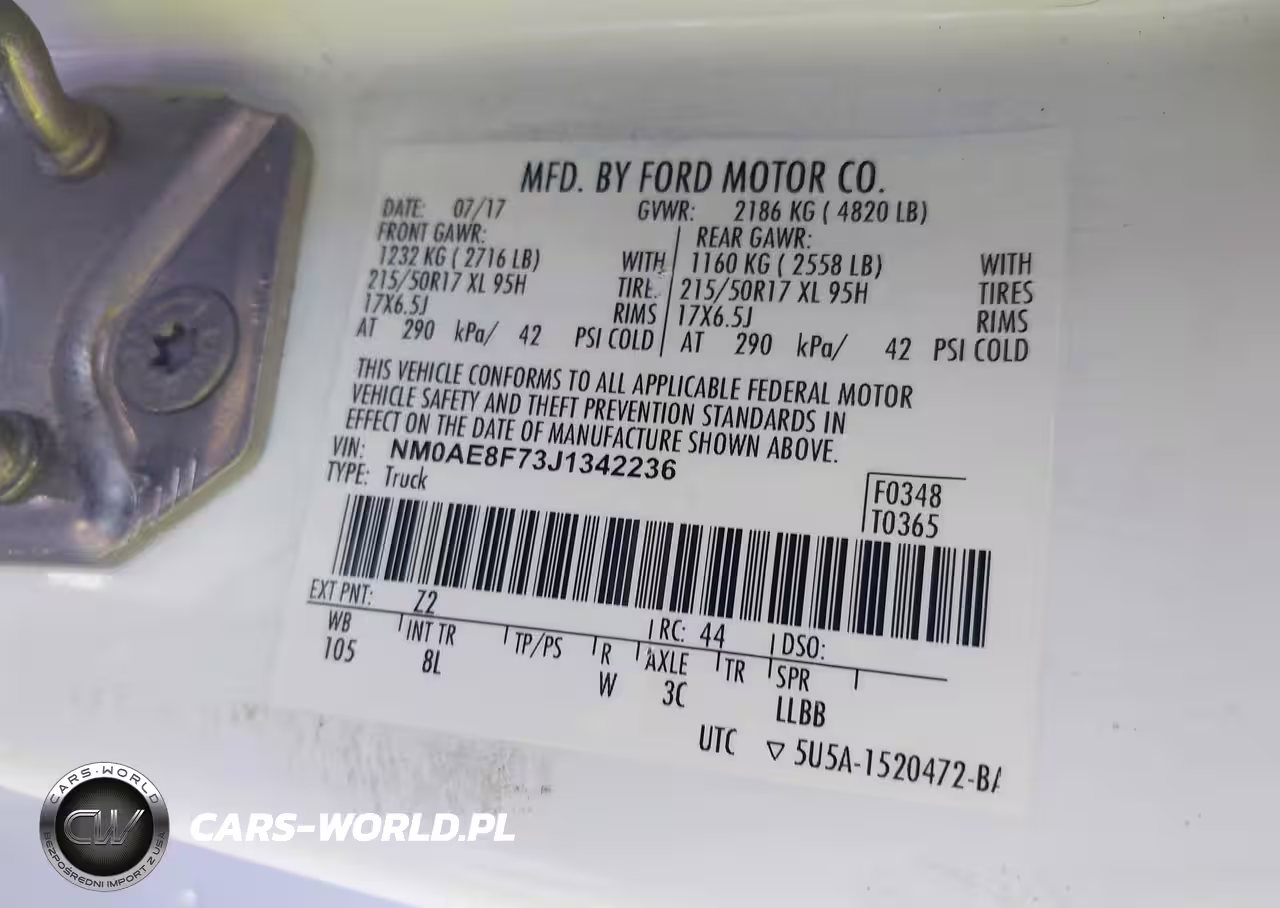 MFD. BY FORD MOTOR CO.
DATE: 07/17 GVWR: 2186 KG ( 4820 LB)
FRONT GAWR: REAR GAWR:
1232 KG ( 2716 LB) WITH 1160 KG ( 2558 LB) WITH
215/50R17 XL 95H TIRE. 215/50R17 XL 95H TIRES
17X6.5J RIMS 17X6.5J RIMS
AT 290 kPa/ 42 PSI COLD AT 290 kPa/ 42 PSI COLD
THIS VEHICLE CONFORMS TO ALL APPLICABLE FEDERAL MOTOR
VEHICLE SAFETY AND THEFT PREVENTION STANDARDS IN
EFFECT ON THE DATE OF MANUFACTURE SHOWN ABOVE.
VIN: NM0AE8F73J1342236
TYPE: Truck
F0348
T0365
EXT PNT: Z2 RC: 44 DSO:
WB INT TR TP/PS R AXLE TR SPR
105 8L W 3C LLBB
UTC ▽ 5U5A-1520472-BA
CARS-WORLD
CW
BEZPOŚREDNI IMPORT Z USA
CARS-WORLD.PL